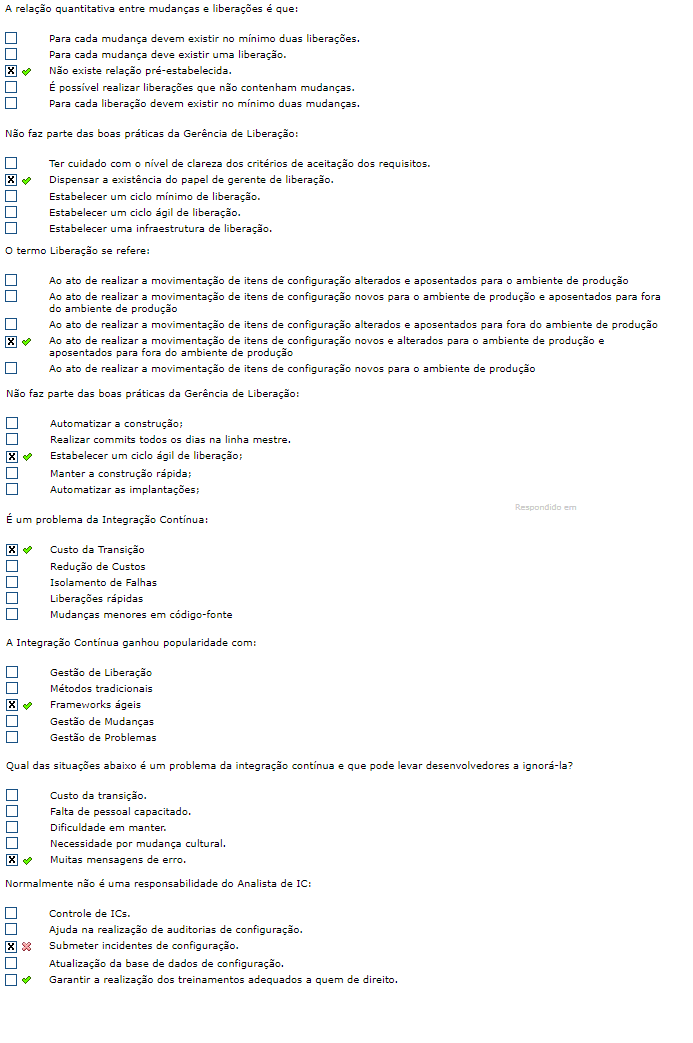 A relação quantitativa entre mudanças e liberações é que:
Para cada mudança devem existir no mínimo duas liberações.
Para cada mudança deve existir uma liberação.
Não existe relação pré-estabelecida.
É possível realizar liberações que não contenham mudanças.
Para cada liberação devem existir no mínimo duas mudanças.
Não faz parte das boas práticas da Gerência de Liberação:
Ter cuidado com o nível de clareza dos critérios de aceitação dos requisitos.
Dispensar a existência do papel de gerente de liberação.
Estabelecer um ciclo mínimo de liberação.
Estabelecer um ciclo ágil de liberação.
Estabelecer uma infraestrutura de liberação.
O termo Liberação se refere:
Ao ato de realizar a movimentação de itens de configuração alterados e aposentados para o ambiente de produção
Ao ato de realizar a movimentação de itens de configuração novos para o ambiente de produção e aposentados para fora
do ambiente de produção
Ao ato de realizar a movimentação de itens de configuração alterados e aposentados para fora do ambiente de produção
Ao ato de realizar a movimentação de itens de configuração novos e alterados para o ambiente de produção e
aposentados para fora do ambiente de produção
Ao ato de realizar a movimentação de itens de configuração novos para o ambiente de produção
Não faz parte das boas práticas da Gerência de Liberação:
Automatizar a construção;
Realizar commits todos os dias na linha mestre.
Estabelecer um ciclo ágil de liberação;
Manter a construção rápida;
Automatizar as implantações;
Respondido em
É um problema da Integração Contínua:
Custo da Transição
Redução de Custos
Isolamento de Falhas
Liberações rápidas
Mudanças menores em código-fonte
A Integração Contínua ganhou popularidade com:
Gestão de Liberação
Métodos tradicionais
Frameworks ágeis
Gestão de Mudanças
Gestão de Problemas
Qual das situações abaixo é um problema da integração contínua e que pode levar desenvolvedores a ignorá-la?
Custo da transição.
Falta de pessoal capacitado.
Dificuldade em manter.
Necessidade por mudança cultural.
Muitas mensagens de erro.
Normalmente não é uma responsabilidade do Analista de IC:
Controle de ICs.
Ajuda na realização de auditorias de configuração.
Submeter incidentes de configuração.
Atualização da base de dados de configuração.
Garantir a realização dos treinamentos adequados a quem de direito.